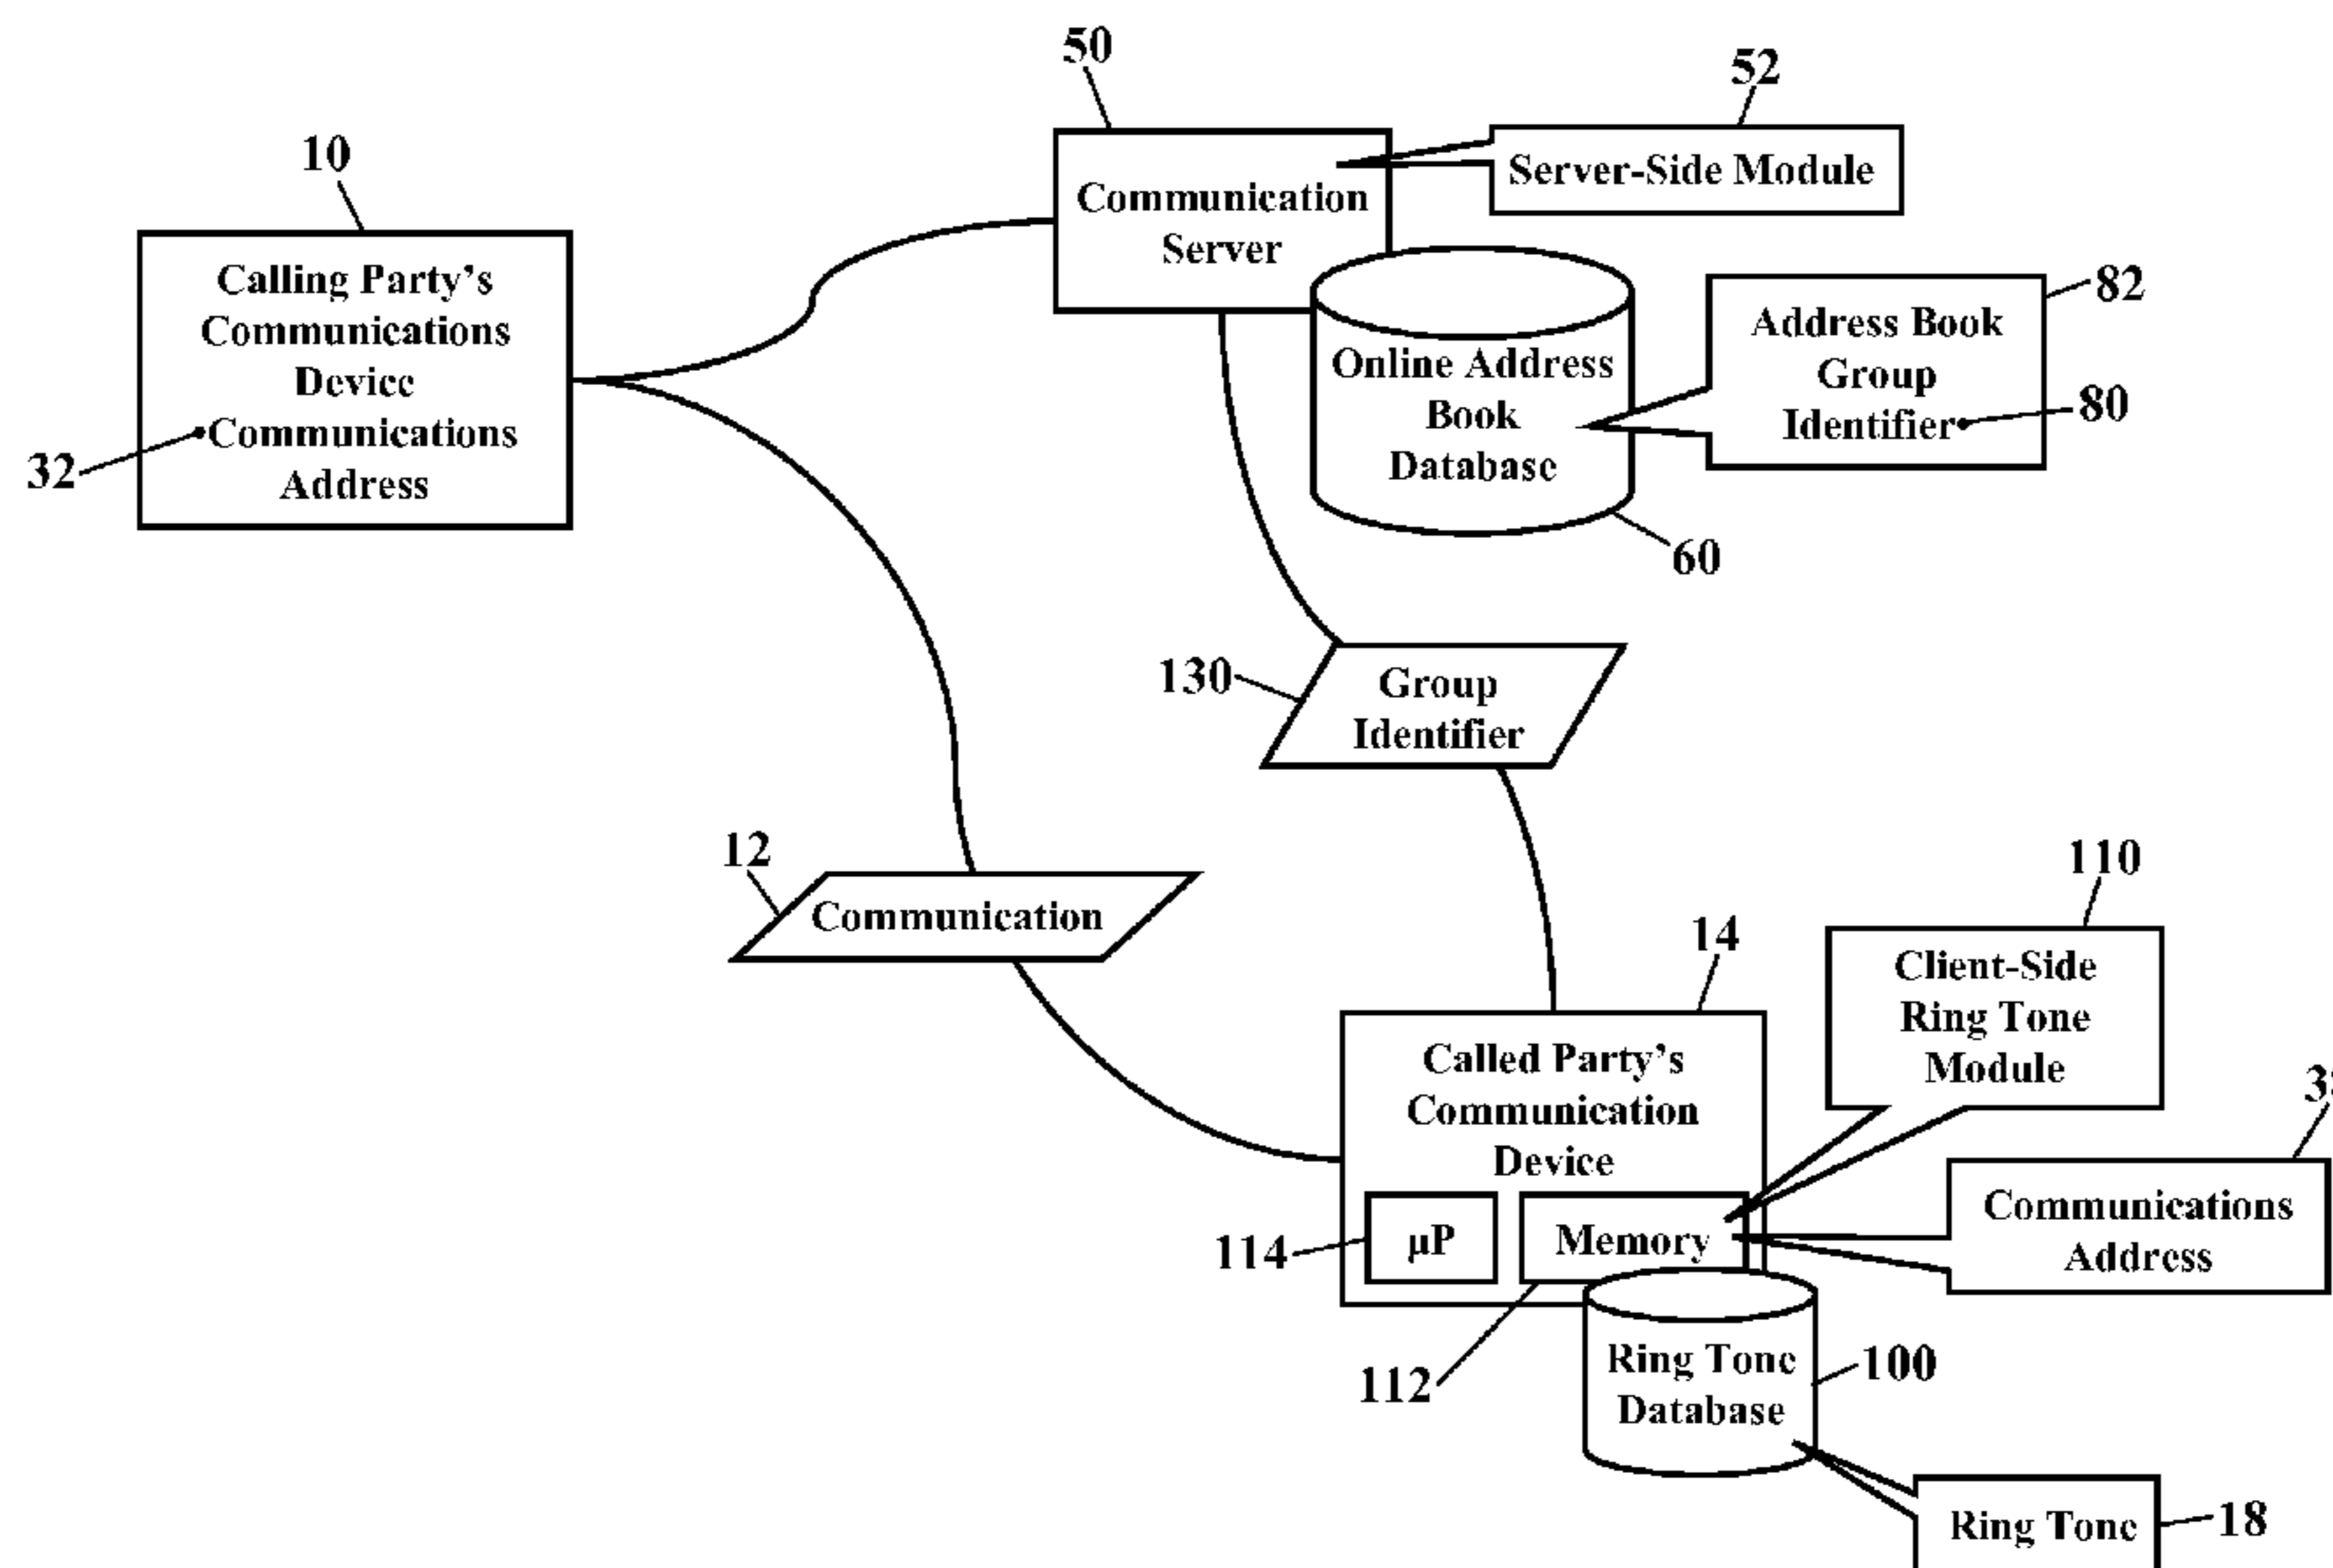 50
52
10
Server-Side Module
Communication
Server
Calling Party's
Communications
Device
Communications
Address
32
82
Address Book
Group
Identifier
80
Online Address
Book
Database
60
130
Group
Identifier
12
Communication
110
14
Client-Side
Ring Tone
Module
Called Party's
Communication
Device
Communications
Address
114
µP
Memory
112
Ring Tone
Database
100
Ring Tone
18